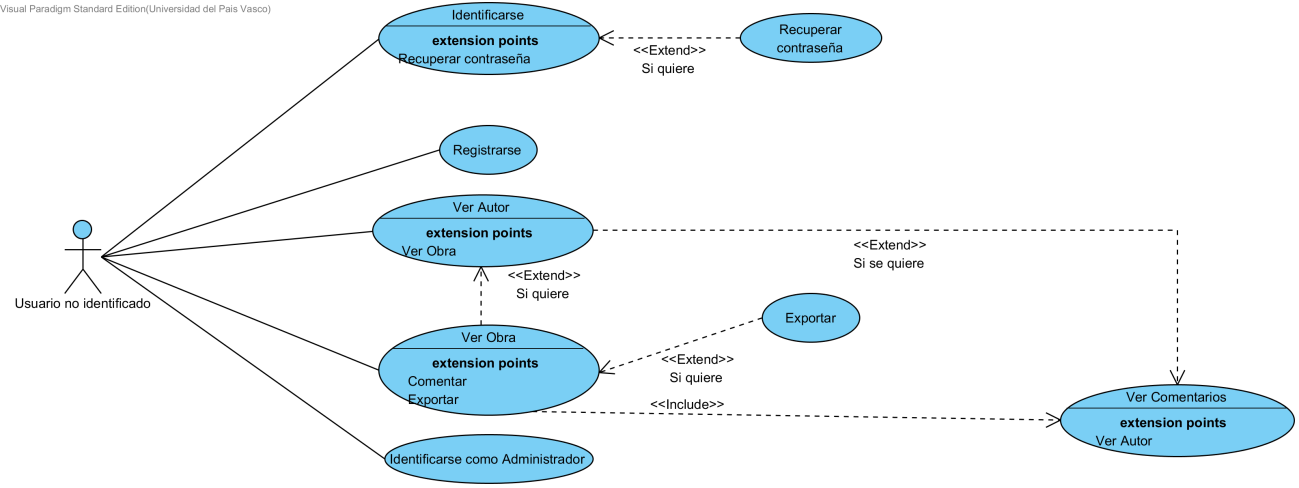 Visual Paradigm Standard Edition(Universidad del Pais Vasco)
Identificarse
extension points
Recuperar contraseña
<<Extend>>
Si quiere
Recuperar
contraseña
Registrarse
Ver Autor
extension points
Ver Obra
<<Extend>>
Si se quiere
Usuario no identificado
<<Extend>>
Si quiere
Exportar
Ver Obra
extension points
Comentar
Exportar
<<Extend>>
Si quiere
<<Include>>
Ver Comentarios
extension points
Ver Autor
Identificarse como Administrador